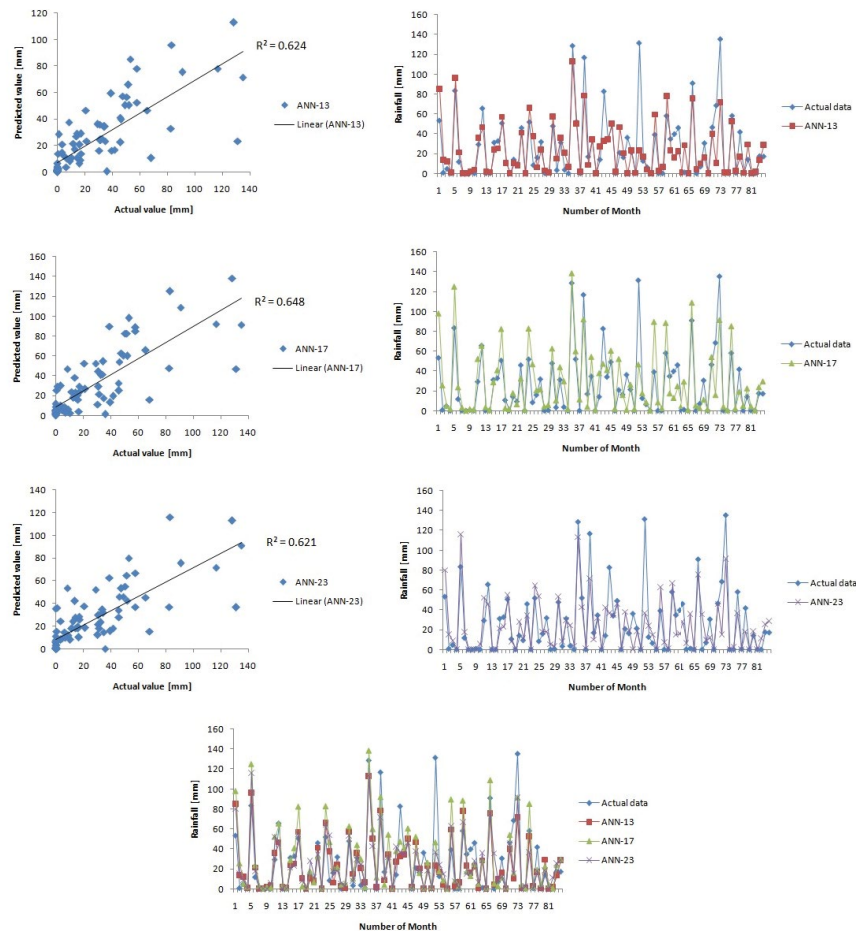 Predicted value [mm]
120
100
80
60
40
20
0
0 20 40 60 80 100 120 140
Actual value [mm]
R² = 0.624
ANN-13
Linear (ANN-13)
Rainfall [mm]
160
140
120
100
80
60
40
20
0
1 5 9 13 17 21 25 29 33 37 41 45 49 53 57 61 65 69 73 77 81
Number of Month
Actual data
ANN-13
Predicted value [mm]
160
140
120
100
80
60
40
20
0
0 20 40 60 80 100 120 140
Actual value [mm]
R² = 0.648
ANN-17
Linear (ANN-17)
Rainfall [mm]
160
140
120
100
80
60
40
20
0
1 5 9 13 17 21 25 29 33 37 41 45 49 53 57 61 65 69 73 77 81
Number of Month
Actual data
ANN-17
Predicted value [mm]
140
120
100
80
60
40
20
0
0 20 40 60 80 100 120 140
Actual value [mm]
R² = 0.621
ANN-23
Linear (ANN-23)
Rainfall [mm]
160
140
120
100
80
60
40
20
0
1 5 9 13 17 21 25 29 33 37 41 45 49 53 57 61 65 69 73 77 81
Number of Month
Actual data
ANN-23
Rainfall [mm]
160
140
120
100
80
60
40
20
0
1 5 9 13 17 21 25 29 33 37 41 45 49 53 57 61 65 69 73 77 81
Number of Month
Actual data
ANN-13
ANN-17
ANN-23